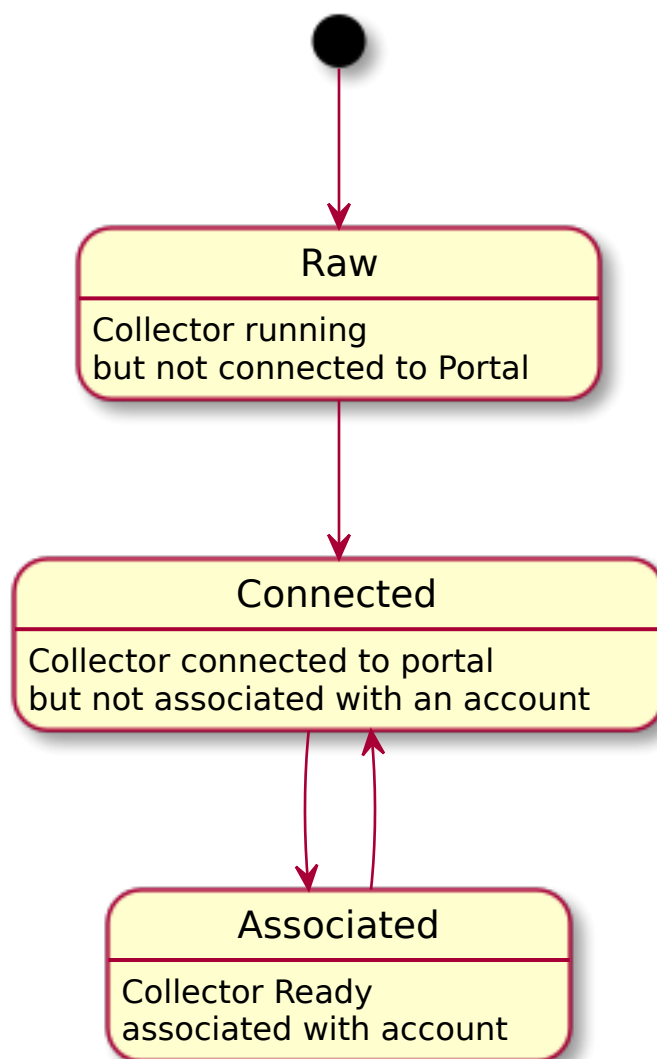 Raw
Collector running
but not connected to Portal
Connected
Collector connected to portal
but not associated with an account
Associated
Collector Ready
associated with account